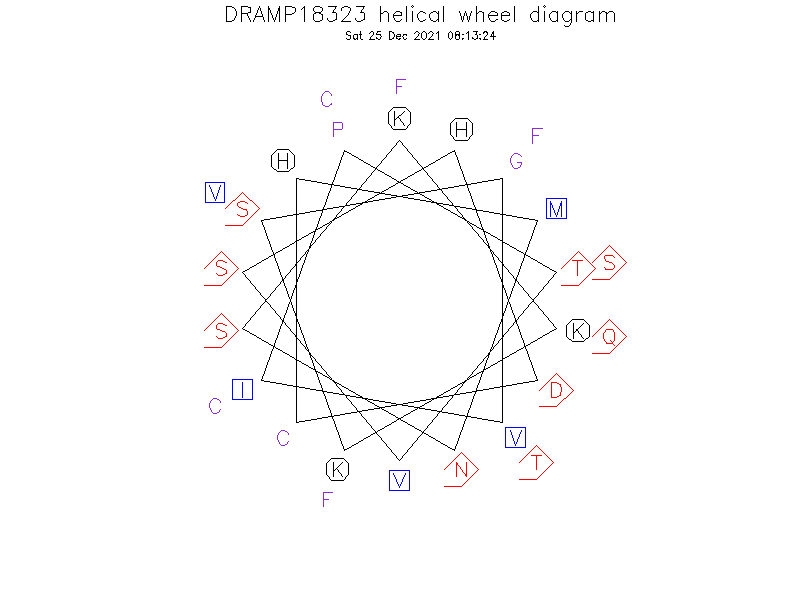 DRAMP18323 helical wheel diagram
Sat 25 Dec 2021 08:13:24
F
C
K
P
H
F
H
G
V
S
M
S
T
S
S
K
Q
I
D
C
C
V
K
V
N
T
F